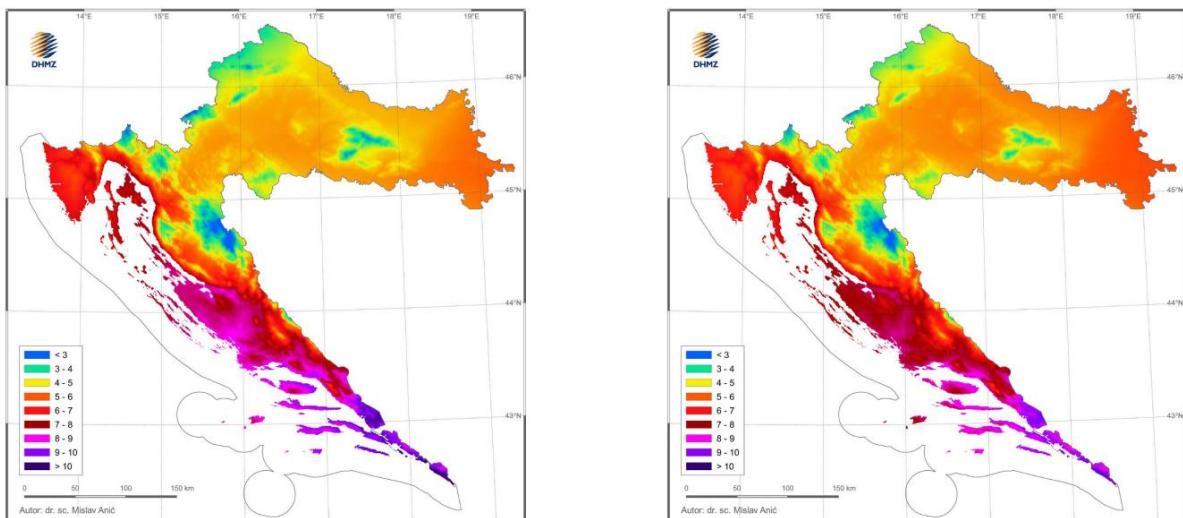 14°E 15°E 16°E 17°E 18°E 19°E
DHMZ
46°N
45°N
44°N
43°N
< 3
3 - 4
4 - 5
5 - 6
6 - 7
7 - 8
8 - 9
9 - 10
> 10
0 50 100 150 km
Autor: dr. sc. Mislav Anić
14°E 15°E 16°E 17°E 18°E 19°E
DHMZ
46°N
45°N
44°N
43°N
< 3
3 - 4
4 - 5
5 - 6
6 - 7
7 - 8
8 - 9
9 - 10
> 10
0 50 100 150 km
Autor: dr. sc. Mislav Anić